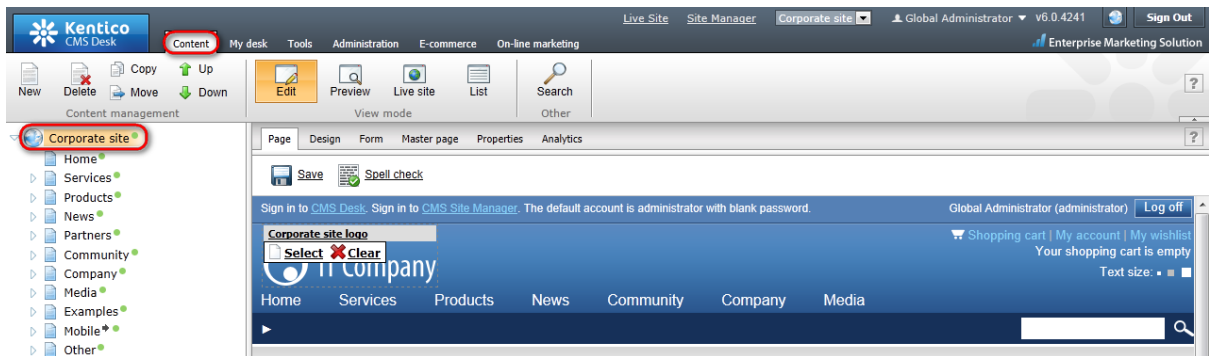 Kentico
CMS Desk
Live Site Site Manager Corporate site Global Administrator v6.0.4241 Sign Out
Content My desk Tools Administration E-commerce On-line marketing Enterprise Marketing Solution
New Delete Copy Move Up Down
Content management
Edit Preview Live site List
View mode
Search
Other
?
Corporate site
Home
Services
Products
News
Partners
Community
Company
Media
Examples
Mobile
Other
Page Design Form Master page Properties Analytics ?
Save Spell check
Sign in to CMS Desk. Sign in to CMS Site Manager. The default account is administrator with blank password. Global Administrator (administrator) Log off
Corporate site logo
Select Clear
Company
Shopping cart | My account | My wishlist
Your shopping cart is empty
Text size:
Home Services Products News Community Company Media